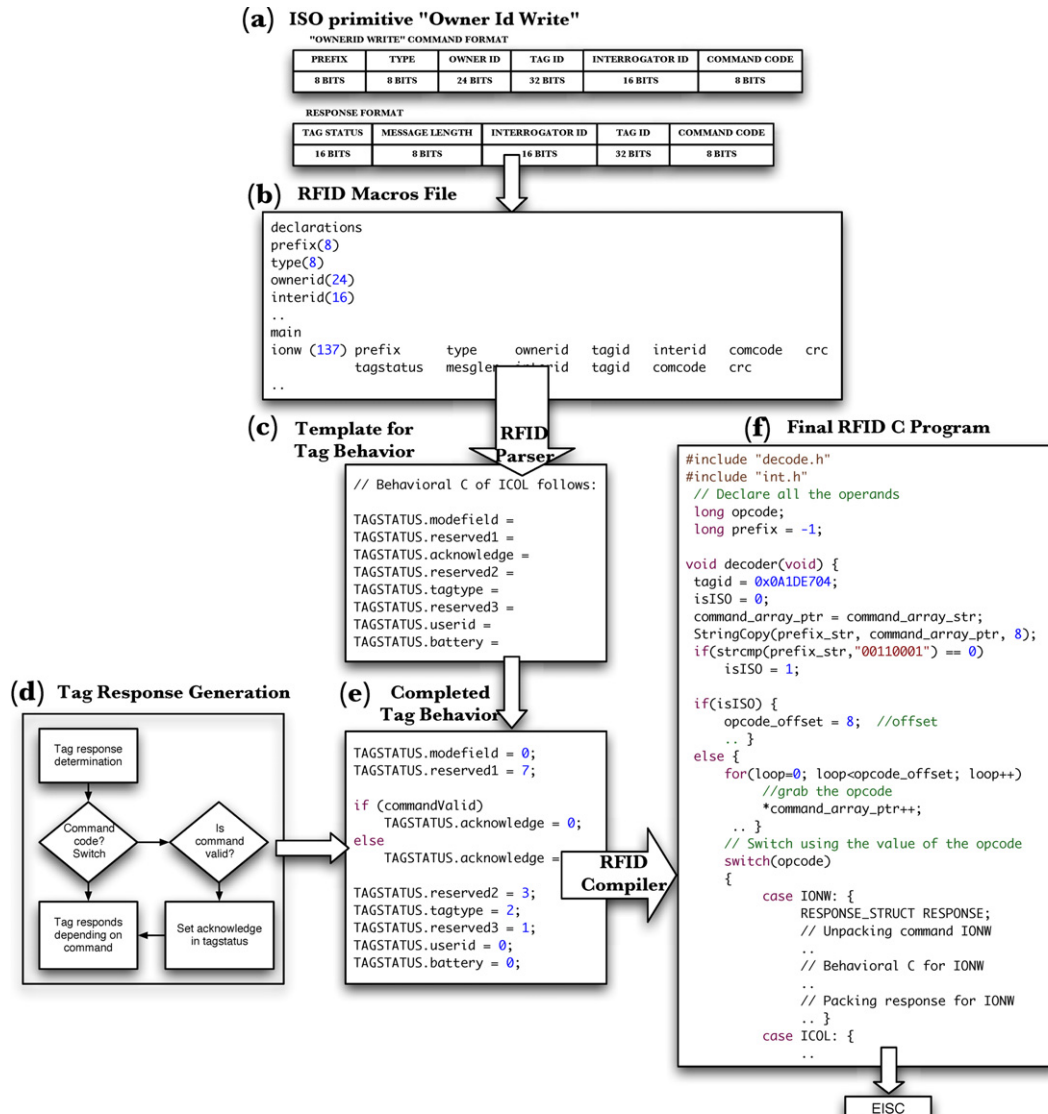 (a) ISO primitive "Owner Id Write"
"OWNERID WRITE" COMMAND FORMAT
PREFIX TYPE OWNER ID TAG ID INTERROGATOR ID COMMAND CODE
8 BITS 8 BITS 24 BITS 32 BITS 16 BITS 8 BITS
RESPONSE FORMAT
TAG STATUS MESSAGE LENGTH INTERROGATOR ID TAG ID COMMAND CODE
16 BITS 8 BITS 16 BITS 32 BITS 8 BITS
(b) RFID Macros File
declarations
prefix(8)
type(8)
ownerid(24)
interid(16)
..
main
ionw (137) prefix type ownerid tagid interid comcode crc
tagstatus mesglen interid tagid comcode crc
..
RFID
Parser
(c) Template for
Tag Behavior
// Behavioral C of ICOL follows:
TAGSTATUS.modefield =
TAGSTATUS.reserved1 =
TAGSTATUS.acknowledge =
TAGSTATUS.reserved2 =
TAGSTATUS.tagtype =
TAGSTATUS.reserved3 =
TAGSTATUS.userid =
TAGSTATUS.battery =
(d) Tag Response Generation
Tag response
determination
Command
code?
Switch
Is
command
valid?
Tag responds
depending on
command
Set acknowledge
in tagstatus
(e) Completed
Tag Behavior
TAGSTATUS.modefield = 0;
TAGSTATUS.reserved1 = 7;
if (commandValid)
TAGSTATUS.acknowledge = 0;
else
TAGSTATUS.acknowledge =
TAGSTATUS.reserved2 = 3;
TAGSTATUS.tagtype = 2;
TAGSTATUS.reserved3 = 1;
TAGSTATUS.userid = 0;
TAGSTATUS.battery = 0;
RFID
Compiler
(f) Final RFID C Program
#include "decode.h"
#include "int.h"
// Declare all the operands
long opcode;
long prefix = -1;
void decoder(void) {
tagid = 0x0A1DE704;
isISO = 0;
command_array_ptr = command_array_str;
StringCopy(prefix_str, command_array_ptr, 8);
if(strcmp(prefix_str,"00110001") == 0)
isISO = 1;
if(isISO) {
opcode_offset = 8; //offset
.. }
else {
for(loop=0; loop<opcode_offset; loop++)
//grab the opcode
*command_array_ptr++;
.. }
// Switch using the value of the opcode
switch(opcode)
{
case IONW: {
RESPONSE_STRUCT RESPONSE;
// Unpacking command IONW
..
// Behavioral C for IONW
..
// Packing response for IONW
.. }
case ICOL: {
..
EISC